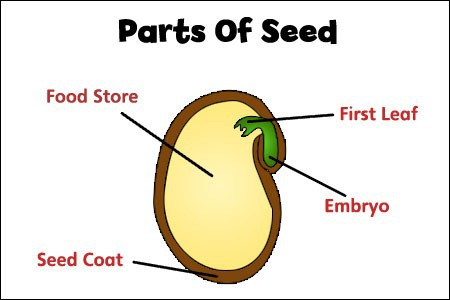 Parts Of Seed
Food Store
First Leaf
Embryo
Seed Coat